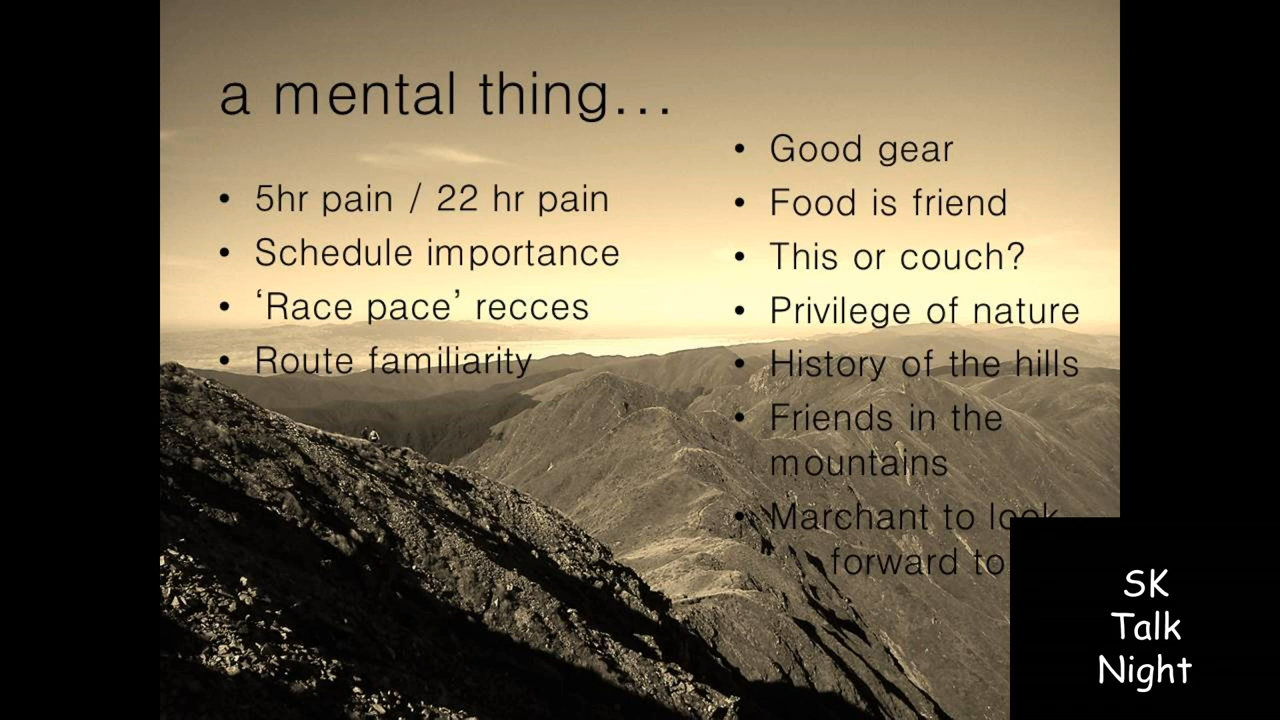 a mental thing…
• 5hr pain / 22 hr pain
• Schedule importance
• ‘Race pace’ recces
• Route familiarity
• Good gear
• Food is friend
• This or couch?
• Privilege of nature
• History of the hills
• Friends in the
mountains
• Marchant to look
forward to
SK
Talk
Night